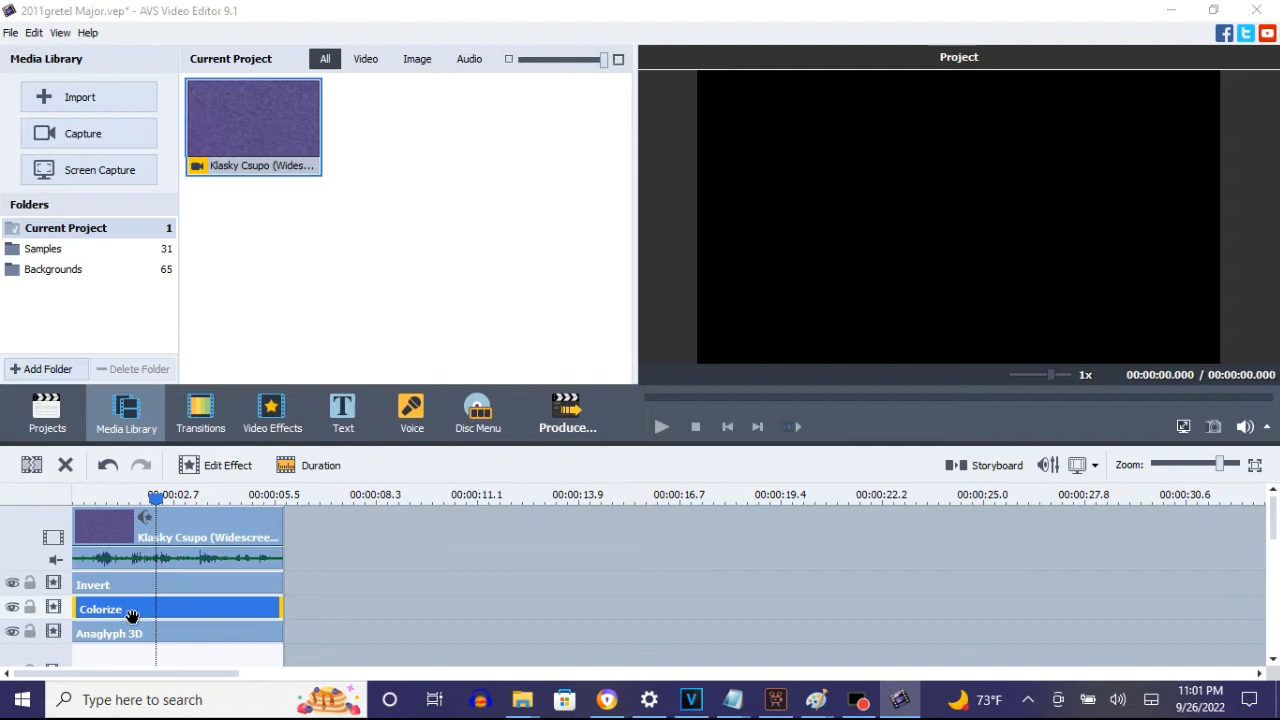 2011gretel Major.vep* - AVS Video Editor 9.1
File Edit View Help
Media Library
Current Project
All Video Image Audio
Project
Import
Capture
Screen Capture
Klasky Csupo (Wides...
Folders
Current Project 1
Samples 31
Backgrounds 65
Add Folder
Delete Folder
1x
00:00:00.000 / 00:00:00.000
Projects
Media Library
Transitions
Video Effects
Text
Voice
Disc Menu
Produce...
Edit Effect
Duration
Storyboard
Zoom:
00:00:02.7 00:00:05.5 00:00:08.3 00:00:11.1 00:00:13.9 00:00:16.7 00:00:19.4 00:00:22.2 00:00:25.0 00:00:27.8 00:00:30.6
Klasky Csupo (Widescree...
Invert
Colorize
Anaglyph 3D
Type here to search
73°F
11:01 PM
9/26/2022